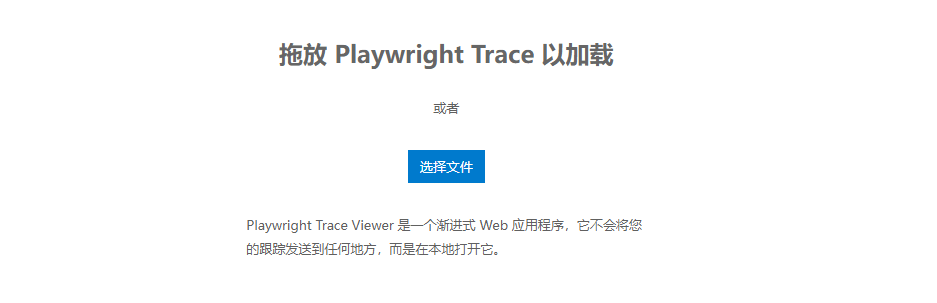 拖放 Playwright Trace 以加载
或者
选择文件
Playwright Trace Viewer 是一个渐进式 Web 应用程序，它不会将您
的跟踪发送到任何地方，而是在本地打开它。